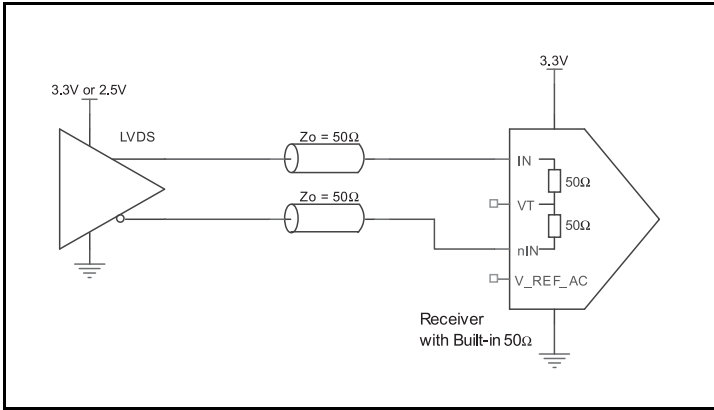 3.3V
3.3V or 2.5V
LVDS
Zo = 50Ω
IN
50Ω
Zo = 50Ω
VT
50Ω
nIN
V_REF_AC
Receiver
with Built-in 50Ω